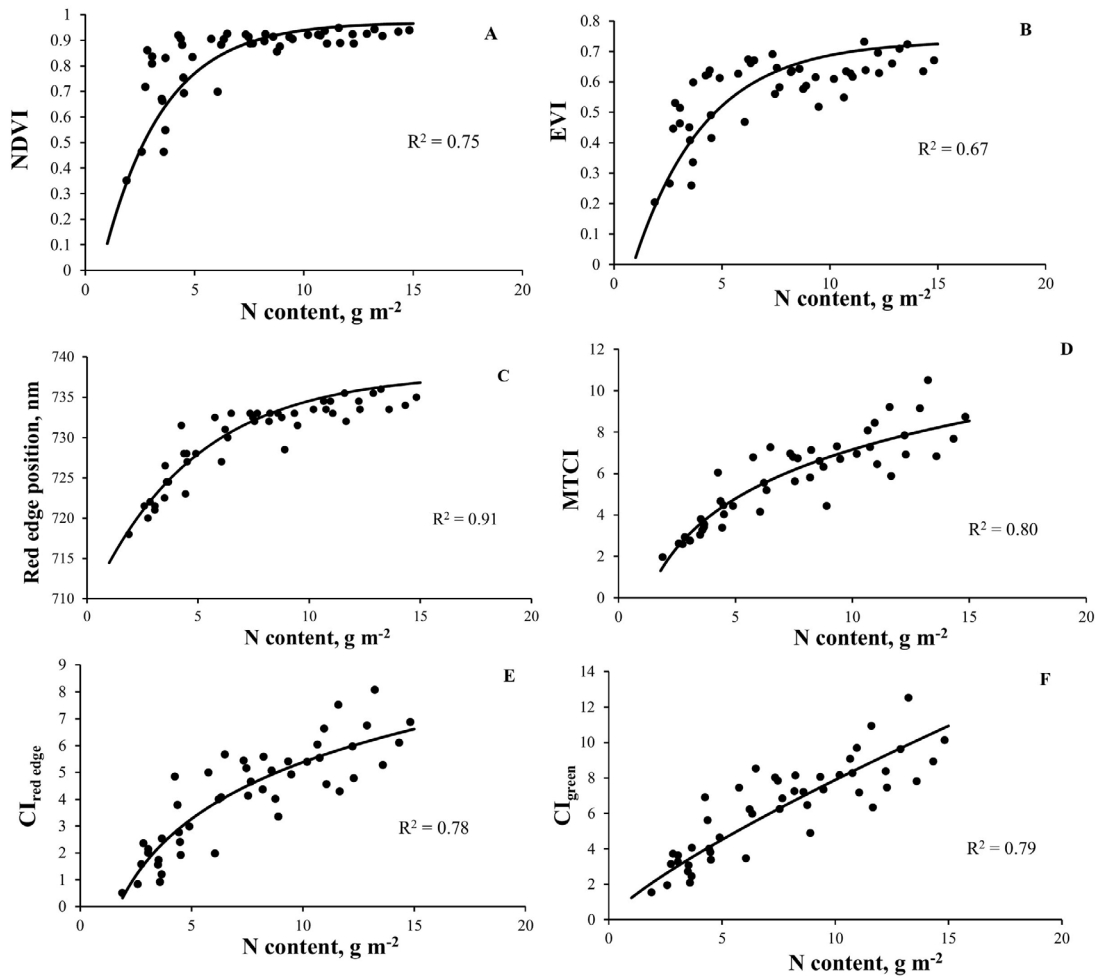 A
NDVI
1
0.9
0.8
0.7
0.6
0.5
0.4
0.3
0.2
0.1
0
R² = 0.75
0 5 10 15 20
N content, g m⁻²
B
EVI
0.8
0.7
0.6
0.5
0.4
0.3
0.2
0.1
0
R² = 0.67
0 5 10 15 20
N content, g m⁻²
C
Red edge position, nm
740
735
730
725
720
715
710
R² = 0.91
0 5 10 15 20
N content, g m⁻²
D
MTCI
12
10
8
6
4
2
0
R² = 0.80
0 5 10 15 20
N content, g m⁻²
E
CI red edge
9
8
7
6
5
4
3
2
1
0
R² = 0.78
0 5 10 15 20
N content, g m⁻²
F
CI green
14
12
10
8
6
4
2
0
R² = 0.79
0 5 10 15 20
N content, g m⁻²